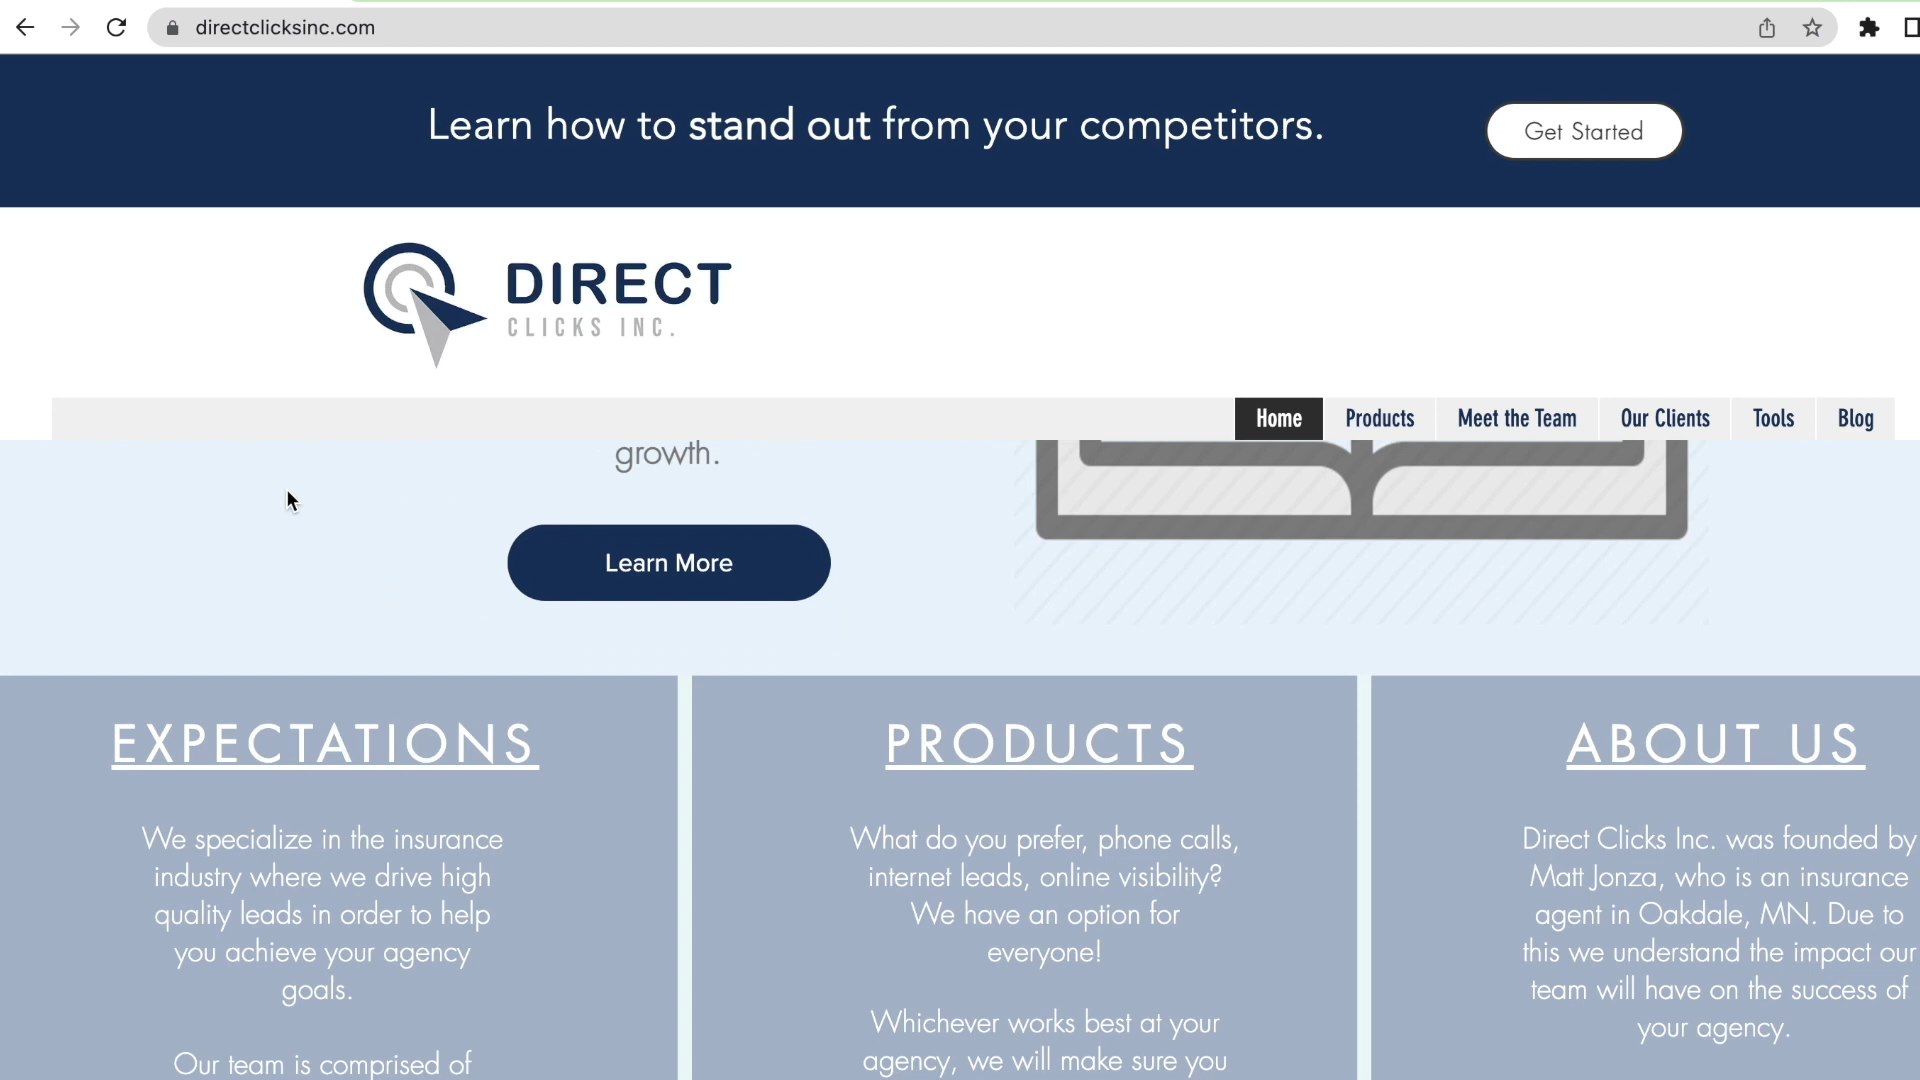 directclicksinc.com
Learn how to stand out from your competitors.
Get Started
DIRECT
CLICKS INC.
Home
Products
Meet the Team
Our Clients
Tools
Blog
growth.
Learn More
EXPECTATIONS
We specialize in the insurance
industry where we drive high
quality leads in order to help
you achieve your agency
goals.
Our team is comprised of
PRODUCTS
What do you prefer, phone calls,
internet leads, online visibility?
We have an option for
everyone!
Whichever works best at your
agency, we will make sure you
ABOUT US
Direct Clicks Inc. was founded by
Matt Jonza, who is an insurance
agent in Oakdale, MN. Due to
this we understand the impact our
team will have on the success of
your agency.